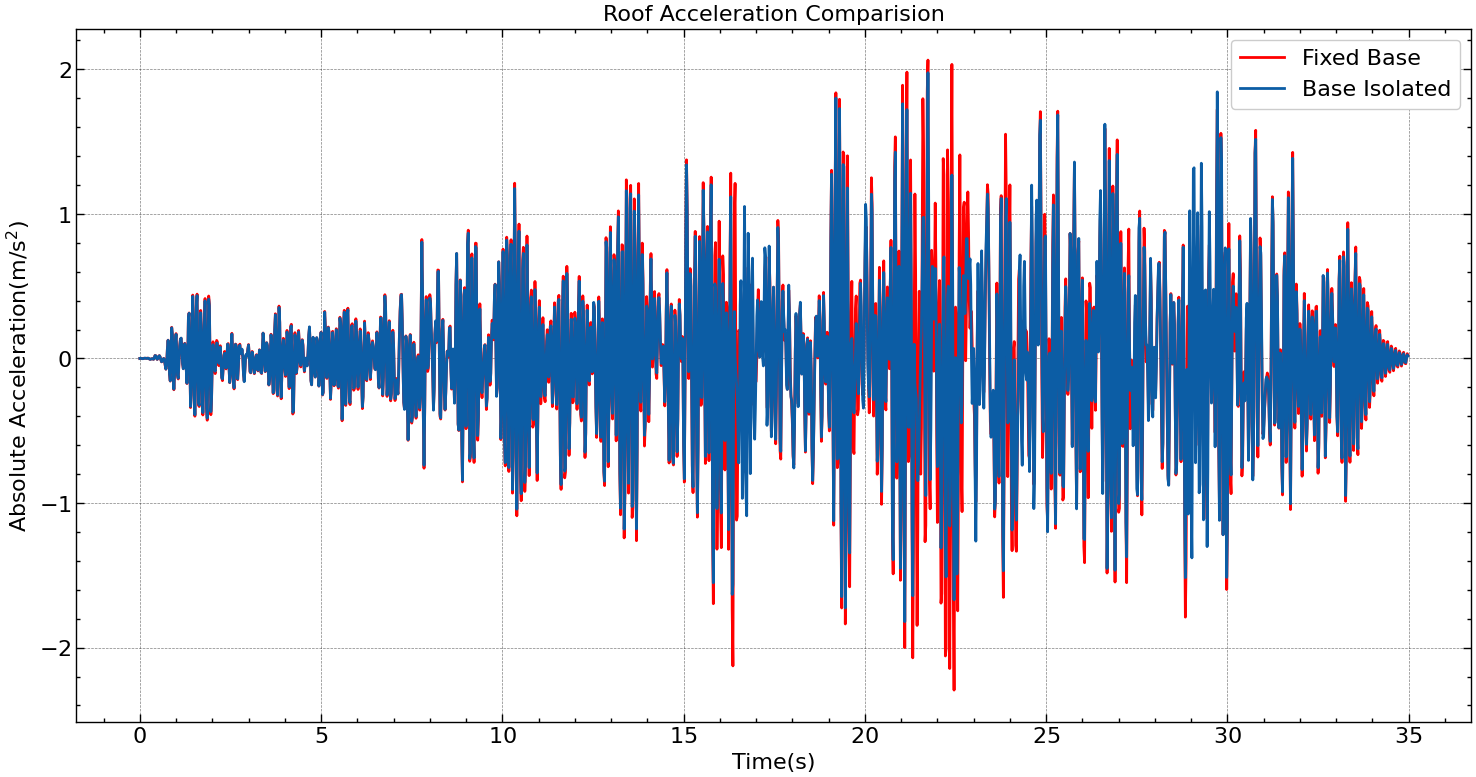 Roof Acceleration Comparision
Fixed Base
Base Isolated
Absolute Acceleration(m/s²)
2
1
0
−1
−2
0 5 10 15 20 25 30 35
Time(s)